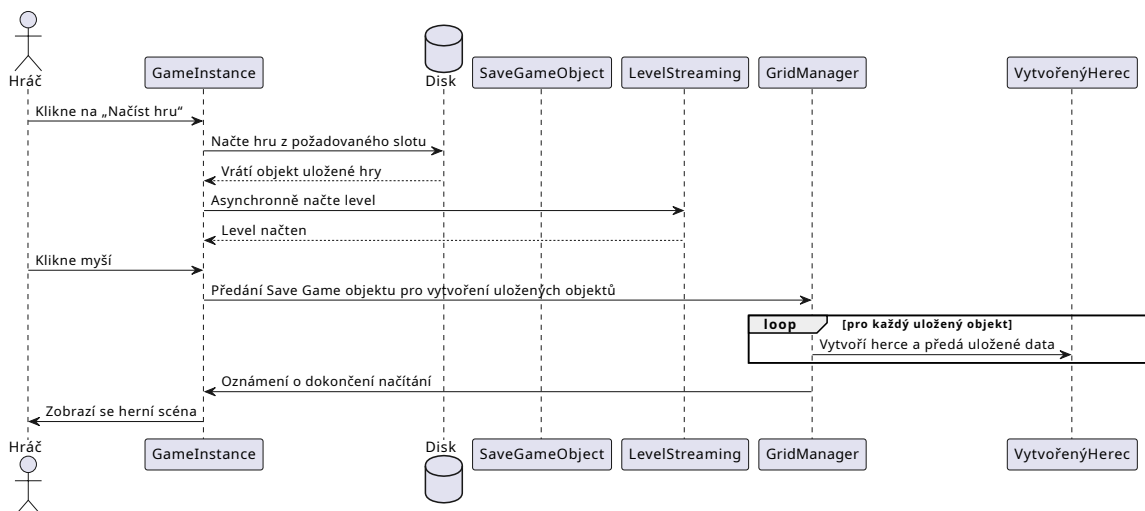 Hráč
GameInstance
Disk
SaveGameObject
LevelStreaming
GridManager
VytvořenýHerec
Klikne na „Načíst hru“
Načte hru z požadovaného slotu
Vrátí objekt uložené hry
Asynchronně načte level
Level načten
Klikne myší
Předání Save Game objektu pro vytvoření uložených objektů
loop [pro každý uložený objekt]
Vytvoří herce a předá uložené data
Oznámení o dokončení načítání
Zobrazí se herní scéna
Hráč
GameInstance
Disk
SaveGameObject
LevelStreaming
GridManager
VytvořenýHerec